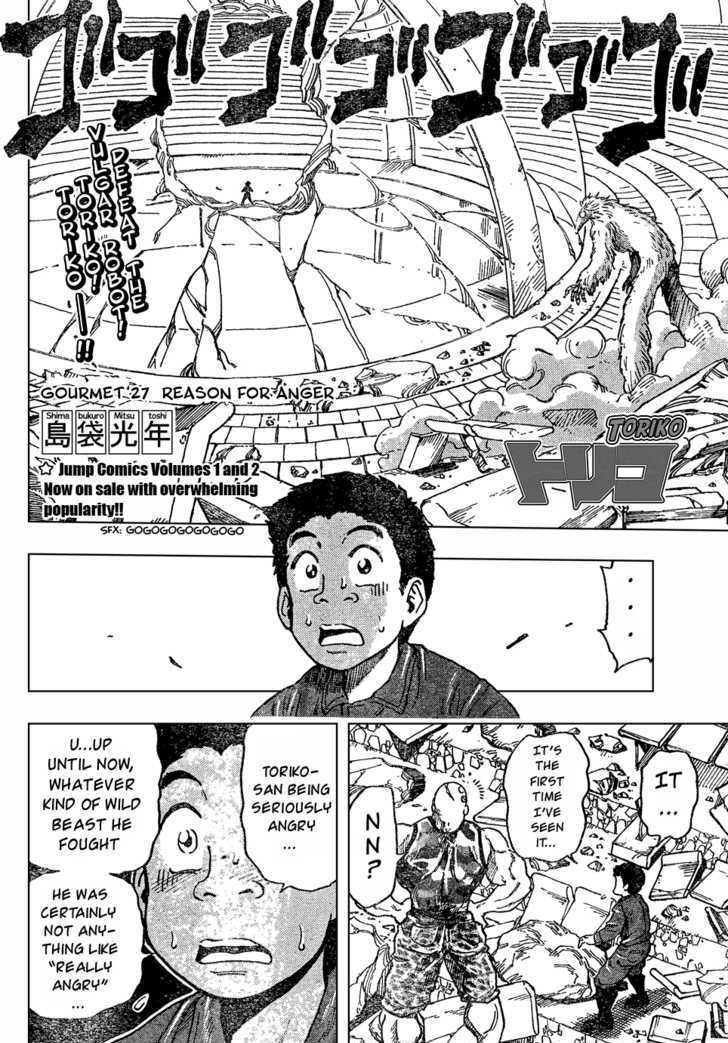 ゴゴゴゴゴゴゴ
DEFEAT THE
VULGAR ROBOT!
TORIKO!
TORIKO—!!
GOURMET 27 REASON FOR ANGER
Shima bukuro Mitsu toshi
島袋光年
☆ Jump Comics Volumes 1 and 2
Now on sale with overwhelming
popularity!!
TORIKO
トリコ
SFX: GOGOGOGOGOGOGO
...
IT
...
IT'S
THE
FIRST
TIME
I'VE
SEEN
IT...
NN?
TORIKO-
SAN BEING
SERIOUSLY
ANGRY
...
U...UP
UNTIL NOW,
WHATEVER
KIND OF WILD
BEAST HE
FOUGHT
HE WAS
CERTAINLY
NOT ANY-
THING LIKE
"REALLY
ANGRY"
...